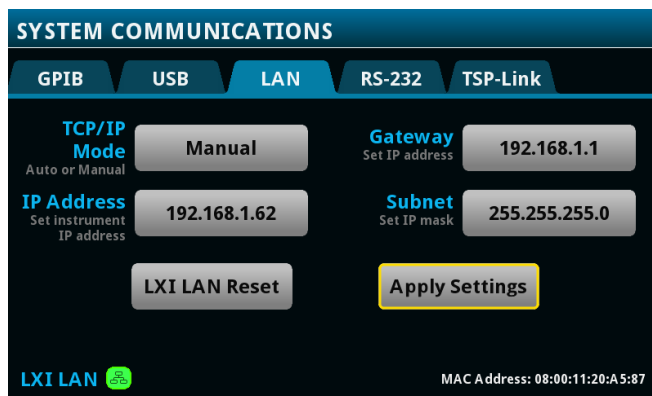 SYSTEM COMMUNICATIONS
GPIB
USB
LAN
RS-232
TSP-Link
TCP/IP
Mode
Auto or Manual
Manual
Gateway
Set IP address
192.168.1.1
IP Address
Set instrument
IP address
192.168.1.62
Subnet
Set IP mask
255.255.255.0
LXI LAN Reset
Apply Settings
LXI LAN
MAC Address: 08:00:11:20:A5:87